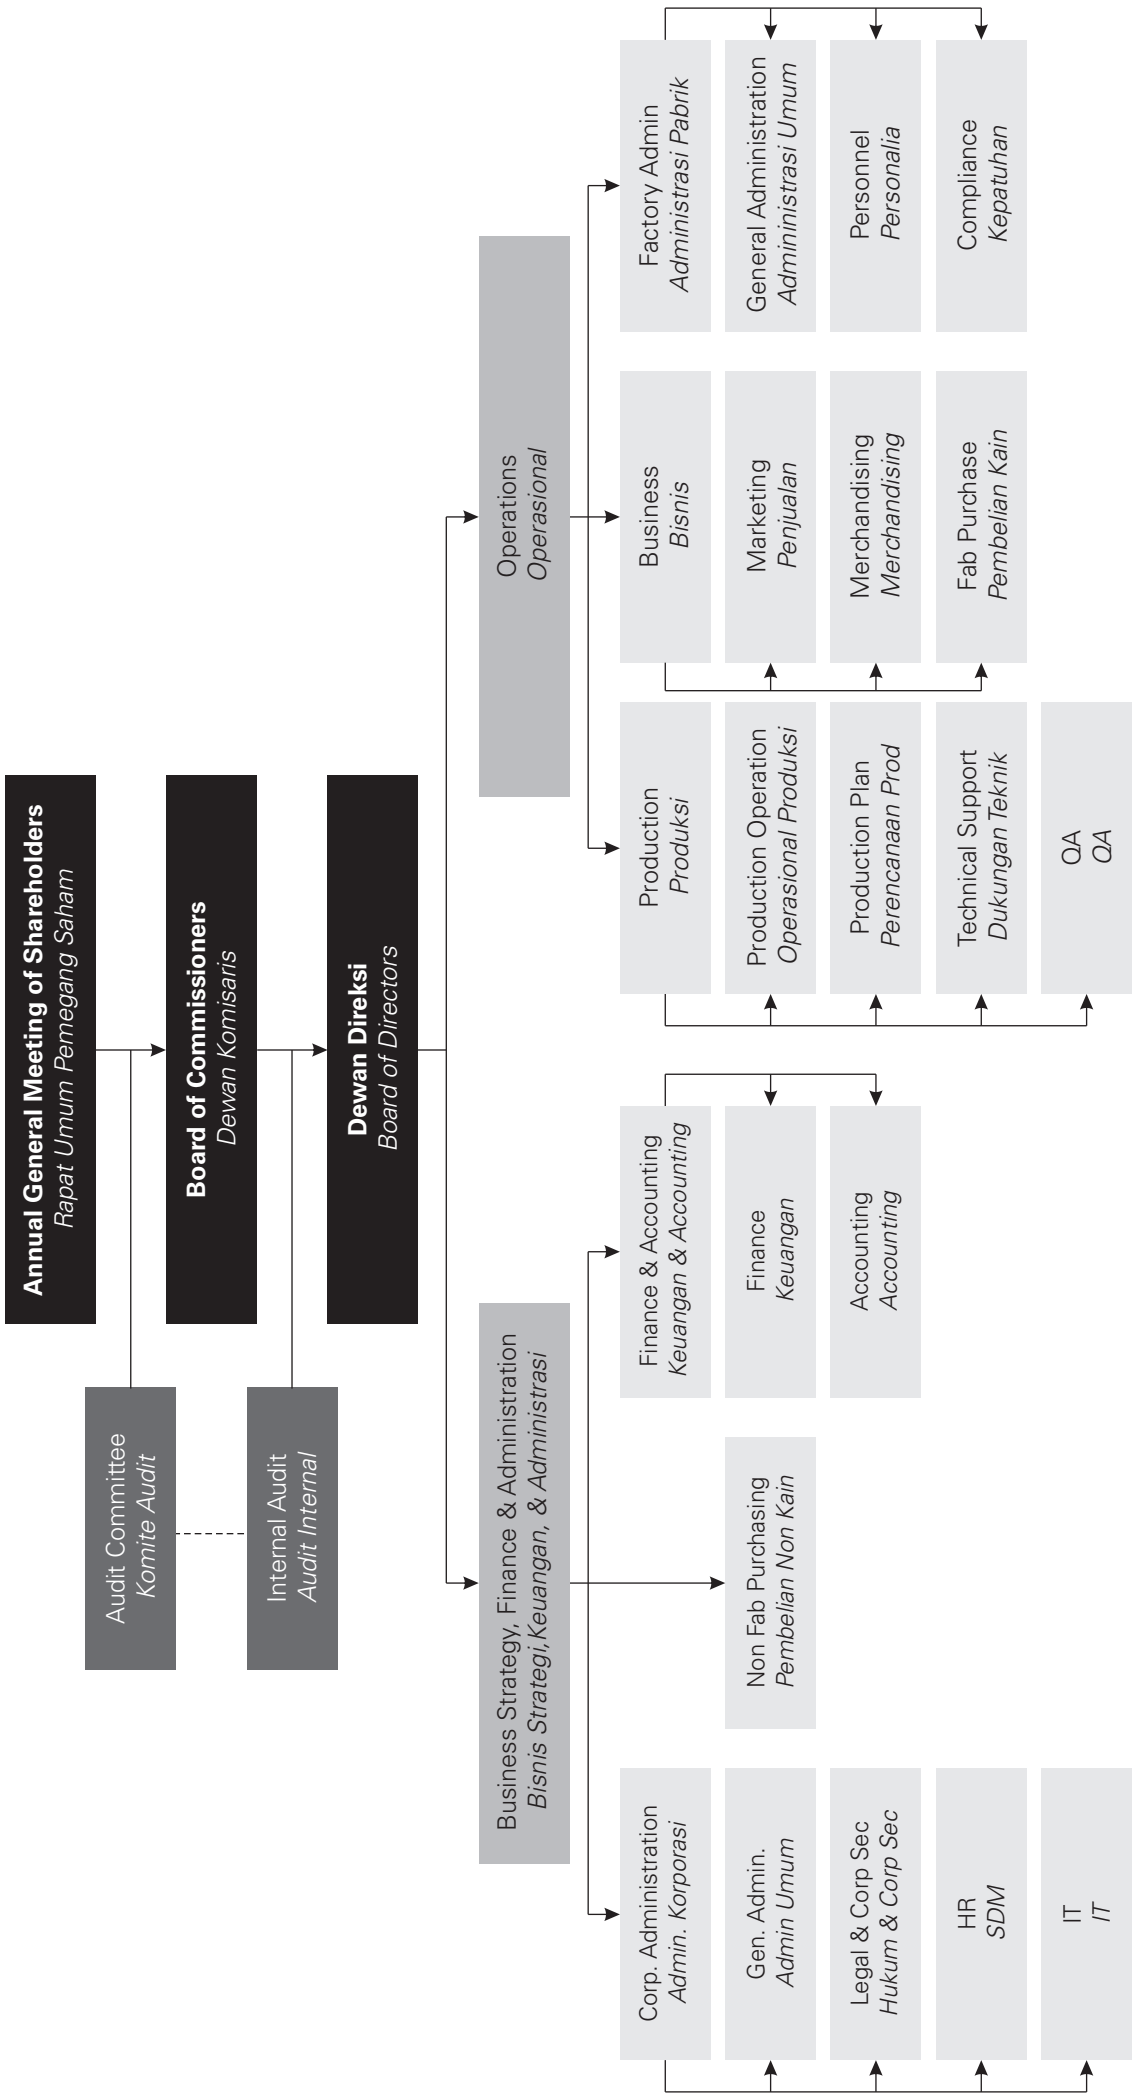 Annual General Meeting of Shareholders
Rapat Umum Pemegang Saham
Audit Committee
Komite Audit
Board of Commissioners
Dewan Komisaris
Internal Audit
Audit Internal
Dewan Direksi
Board of Directors
Business Strategy, Finance & Administration
Bisnis Strategi,Keuangan, & Administrasi
Operations
Operasional
Corp. Administration
Admin. Korporasi
Gen. Admin.
Admin Umum
Legal & Corp Sec
Hukum & Corp Sec
HR
SDM
IT
IT
Non Fab Purchasing
Pembelian Non Kain
Finance & Accounting
Keuangan & Accounting
Finance
Keuangan
Accounting
Accounting
Production
Produksi
Production Operation
Operasional Produksi
Production Plan
Perencanaan Prod
Technical Support
Dukungan Teknik
QA
QA
Business
Bisnis
Marketing
Penjualan
Merchandising
Merchandising
Fab Purchase
Pembelian Kain
Factory Admin
Administrasi Pabrik
General Administration
Admininistrasi Umum
Personnel
Personalia
Compliance
Kepatuhan